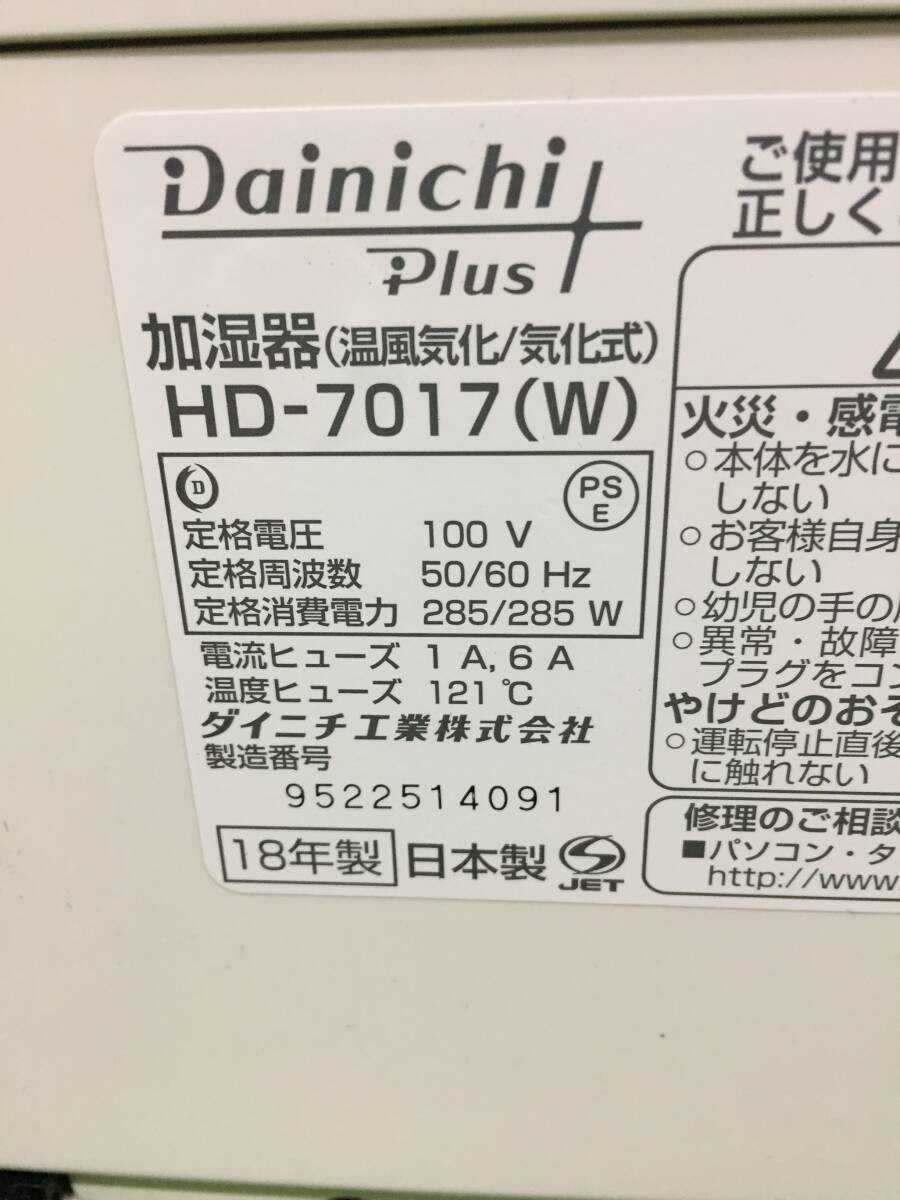 Dainichi
Plus
加湿器(温風気化/気化式)
HD-7017(W)
D
PS
E
定格電圧 100 V
定格周波数 50/60 Hz
定格消費電力 285/285 W
電流ヒューズ 1 A, 6 A
温度ヒューズ 121℃
ダイニチ工業株式会社
製造番号
9522514091
18年製 日本製 JET
ご使用
正しく
火災・感電
○本体を水に
しない
○お客様自身
しない
○幼児の手の
○異常・故障
プラグをコン
やけどのおそ
○運転停止直後
に触れない
修理のご相談
■パソコン・タ
http://www.